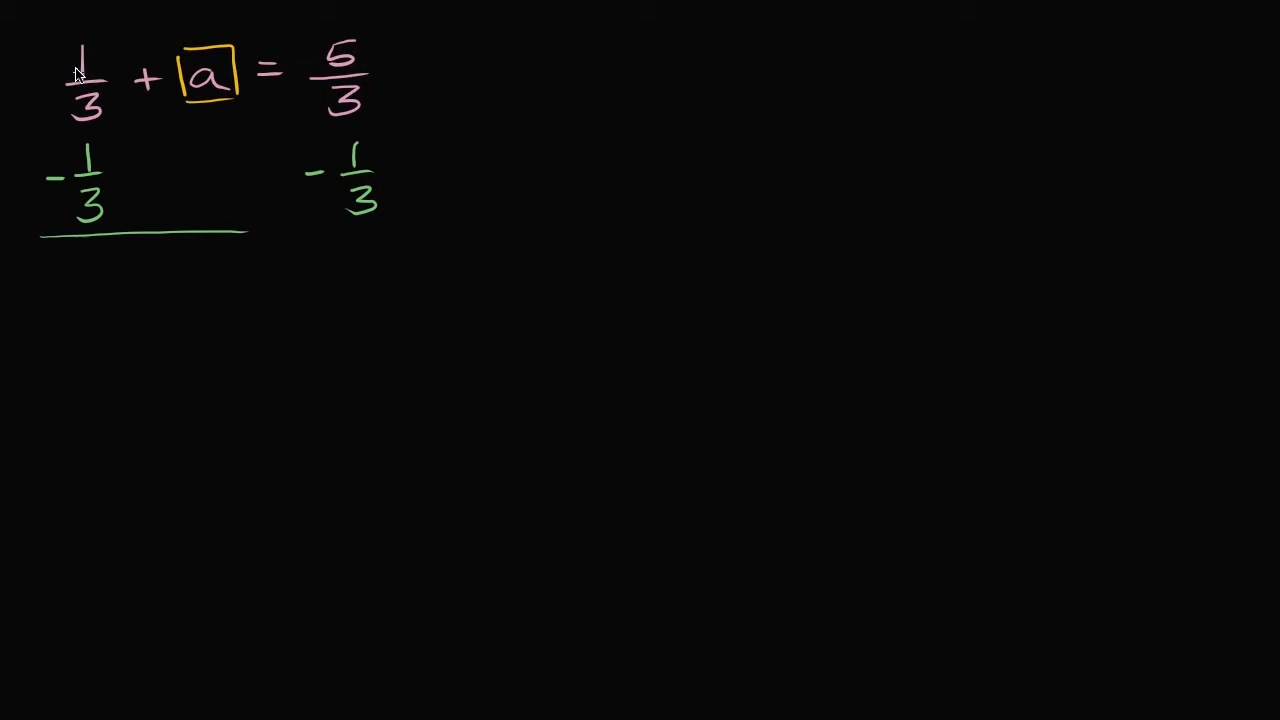 1/3 + a = 5/3
- 1/3 - 1/3